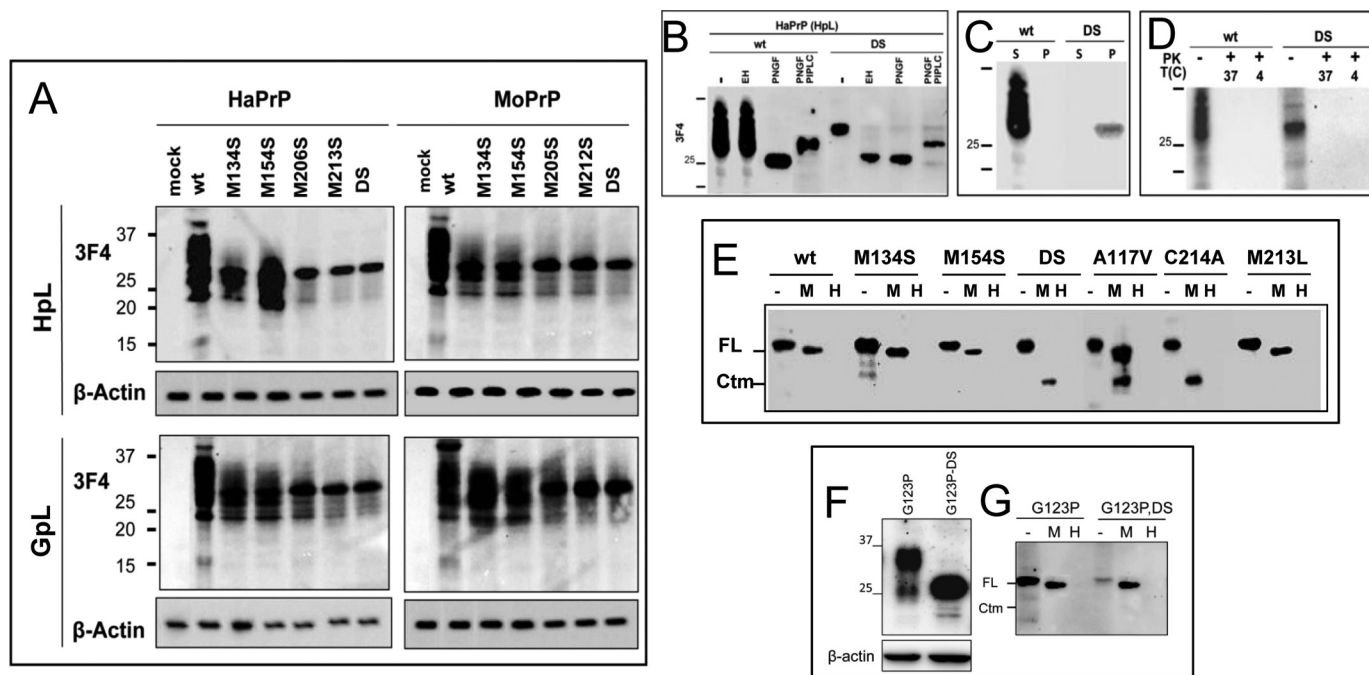 A
HaPrP MoPrP
mock wt M134S M154S M206S M213S DS mock wt M134S M154S M205S M212S DS
HpL
3F4
37
25
20
15
β-Actin
GpL
3F4
37
25
20
15
β-Actin
B
HaPrP (HpL)
wt DS
- EH PNGF PNGF PIPLC - EH PNGF PNGF PIPLC
3F4
25
C
wt DS
S P S P
25
D
wt DS
PK - + + - + +
T(C) 37 4 37 4
25
E
wt M134S M154S DS A117V C214A M213L
- M H - M H - M H - M H - M H - M H - M H
FL
Ctm
F
G123P G123P-DS
37
25
β-actin
G
G123P G123P,DS
- M H - M H
FL
Ctm